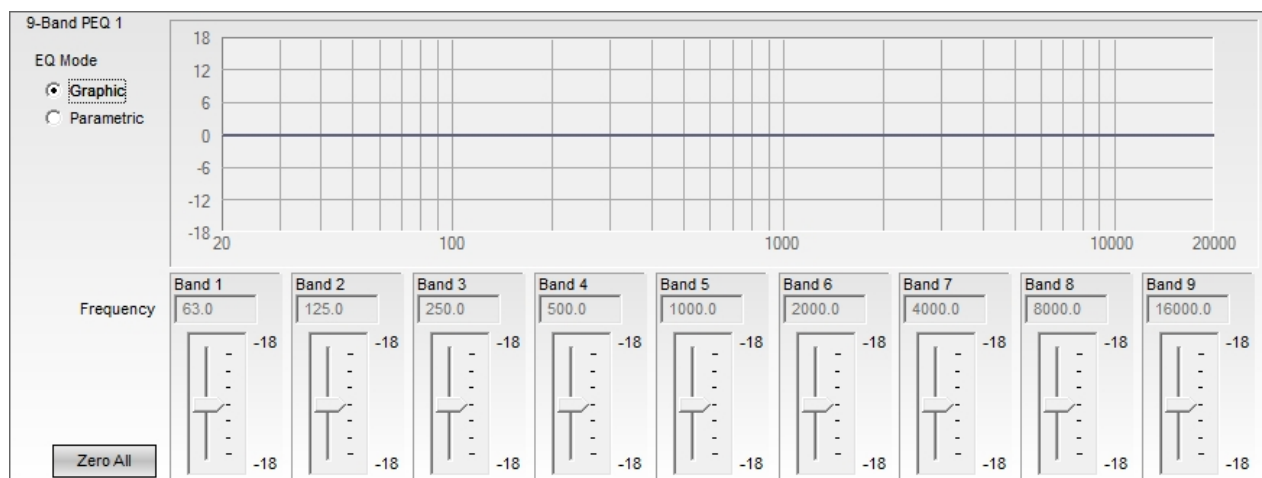 9-Band PEQ 1
EQ Mode
Graphic
Parametric
18
12
6
0
-6
-12
-18
20 100 1000 10000 20000
Band 1 Band 2 Band 3 Band 4 Band 5 Band 6 Band 7 Band 8 Band 9
Frequency 63.0 125.0 250.0 500.0 1000.0 2000.0 4000.0 8000.0 16000.0
-18 -18 -18 -18 -18 -18 -18 -18 -18
Zero All -18 -18 -18 -18 -18 -18 -18 -18 -18